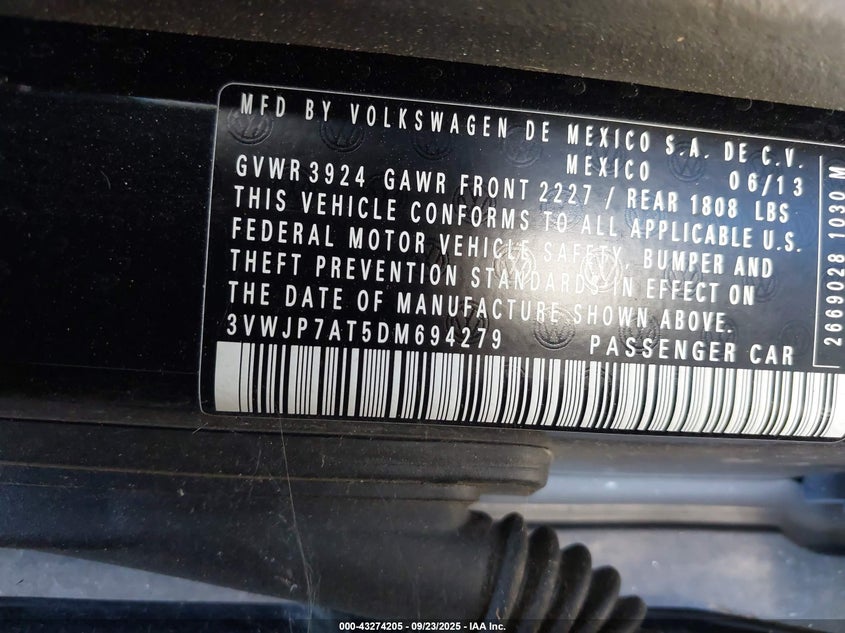 MFD BY VOLKSWAGEN DE MEXICO S.A. DE C.V.
MEXICO 06/13
GVWR 3924 GAWR FRONT 2227 / REAR 1808 LBS
THIS VEHICLE CONFORMS TO ALL APPLICABLE U.S.
FEDERAL MOTOR VEHICLE SAFETY, BUMPER AND
THEFT PREVENTION STANDARDS IN EFFECT ON
THE DATE OF MANUFACTURE SHOWN ABOVE.
3VWJP7AT5DM694279 PASSENGER CAR
2669028 1030 M
000-43274205 - 09/23/2025 - IAA Inc.